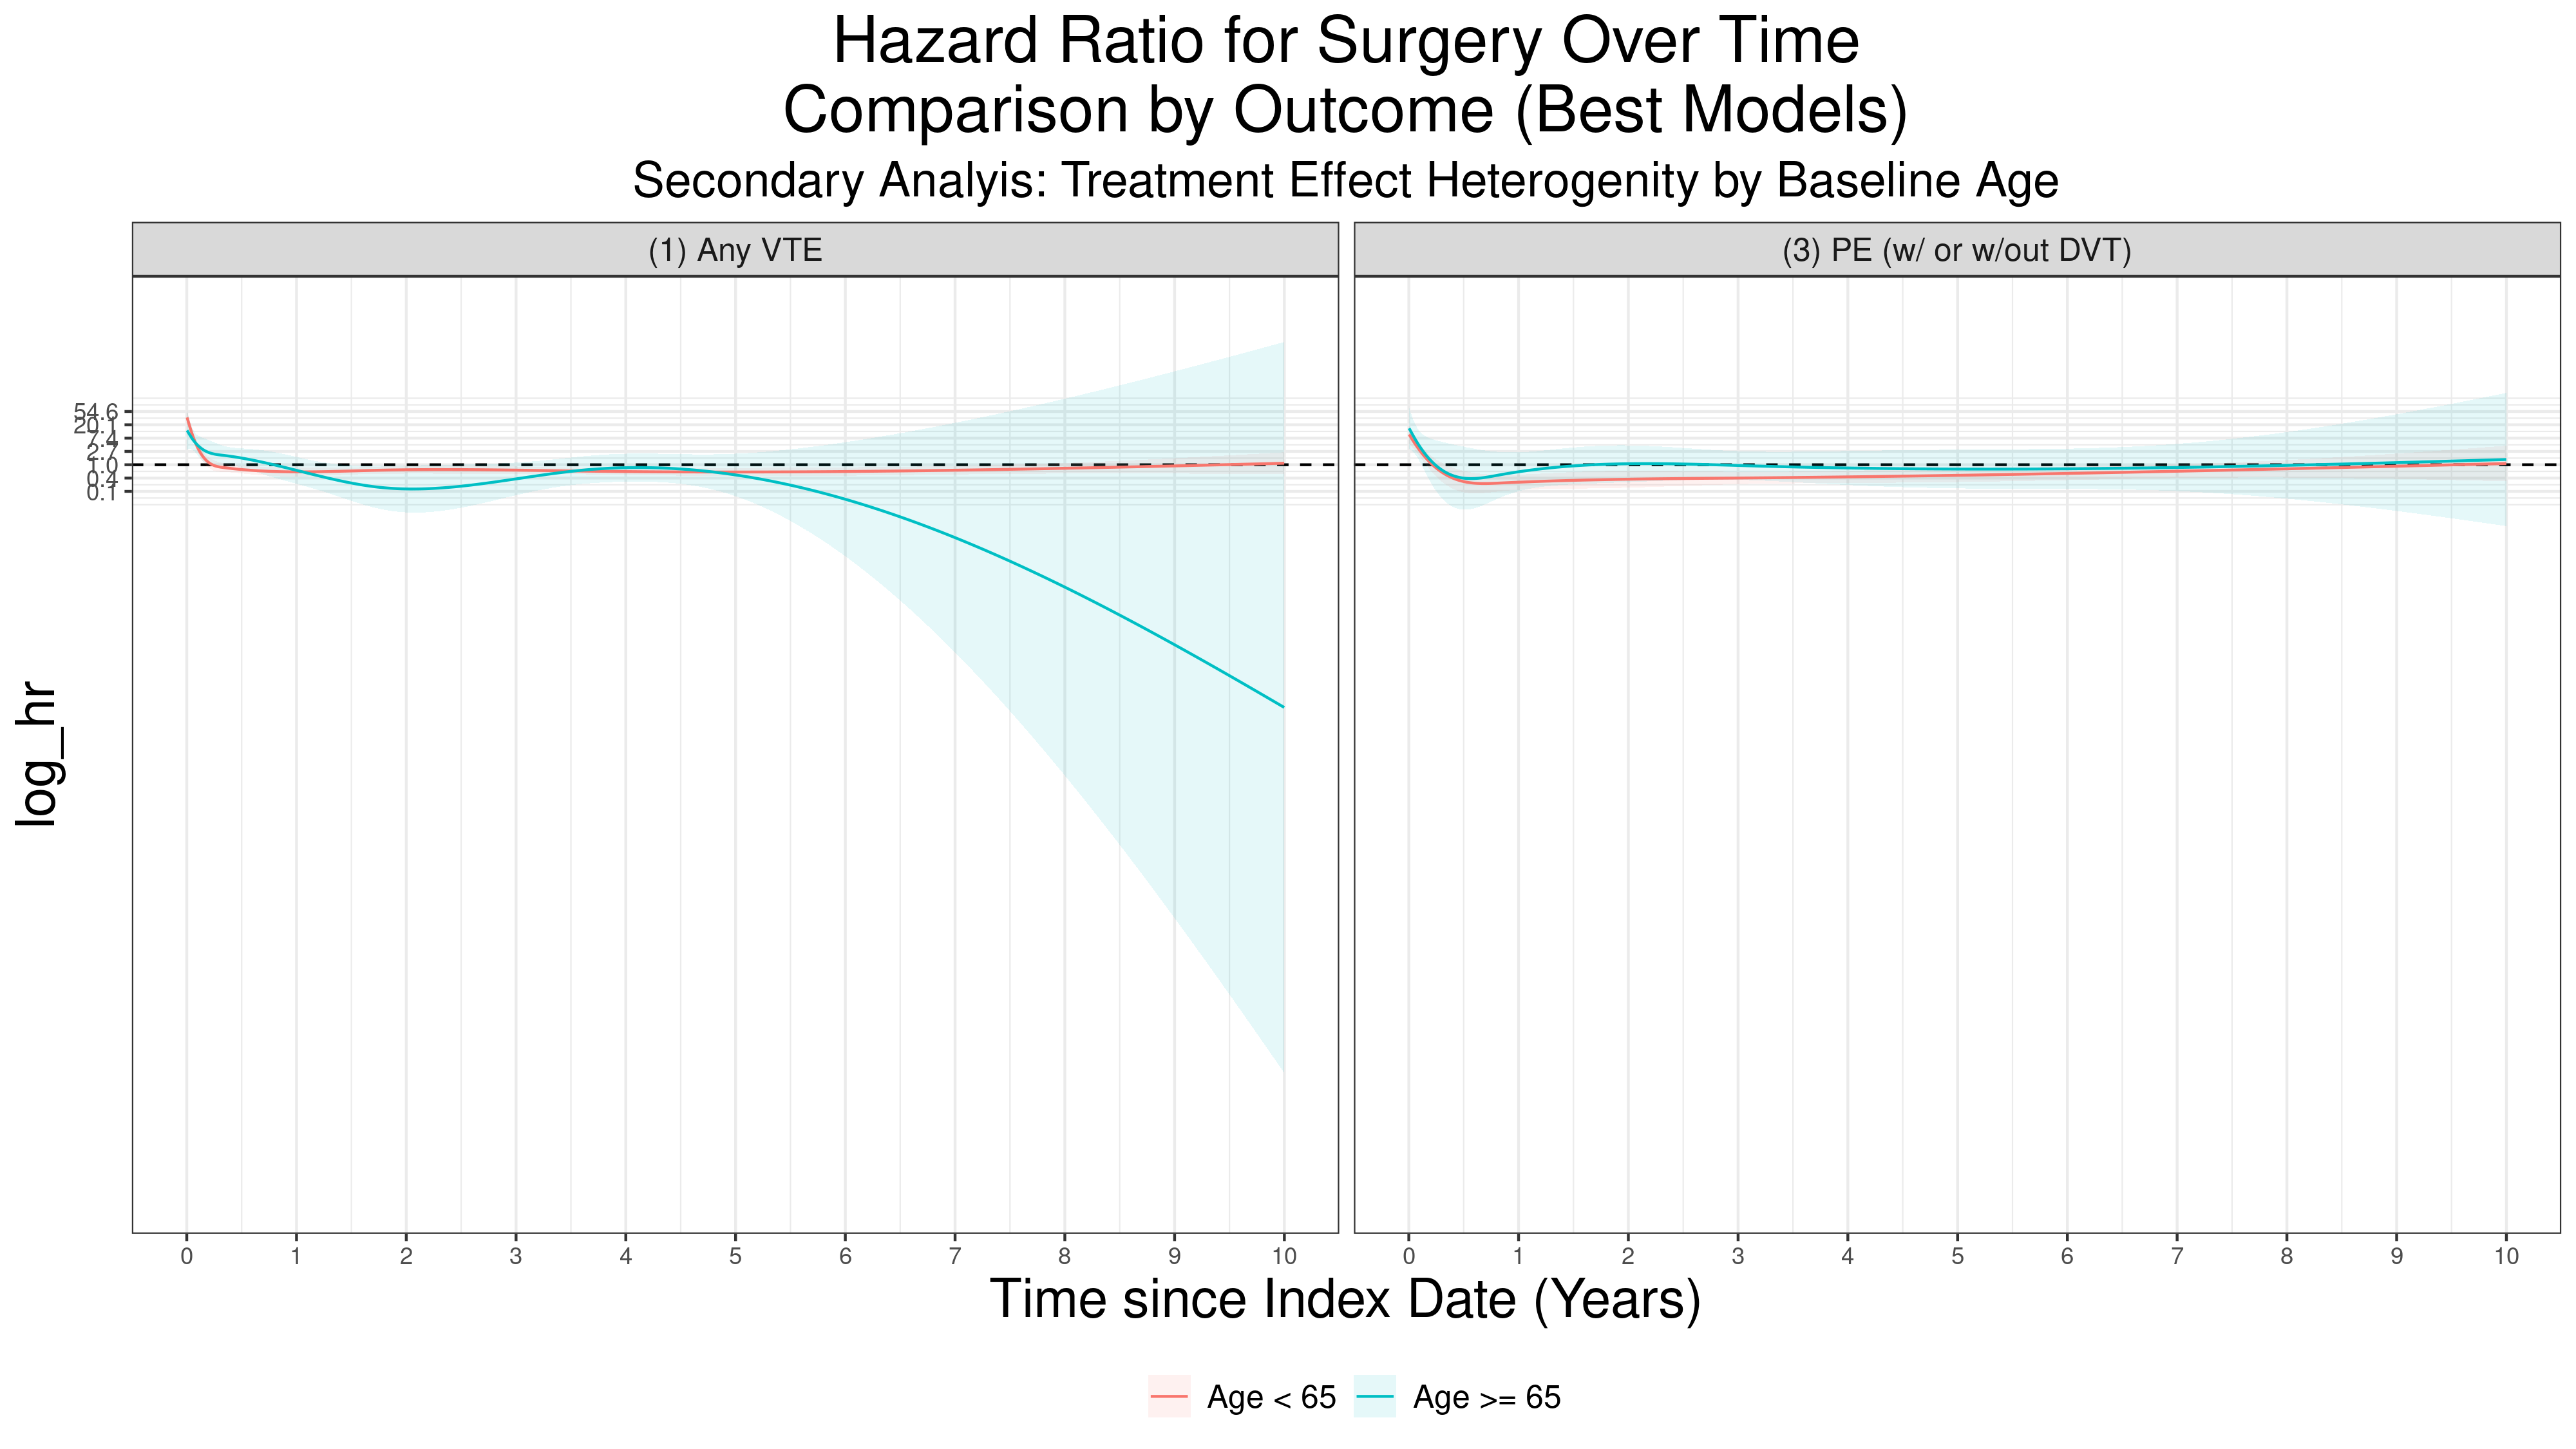 Hazard Ratio for Surgery Over Time
Comparison by Outcome (Best Models)
Secondary Analyis: Treatment Effect Heterogenity by Baseline Age
(1) Any VTE
(3) PE (w/ or w/out DVT)
54.6
20.1
7.4
2.7
1.0
0.4
0.1
log_hr
0 1 2 3 4 5 6 7 8 9 10
0 1 2 3 4 5 6 7 8 9 10
Time since Index Date (Years)
Age < 65
Age >= 65